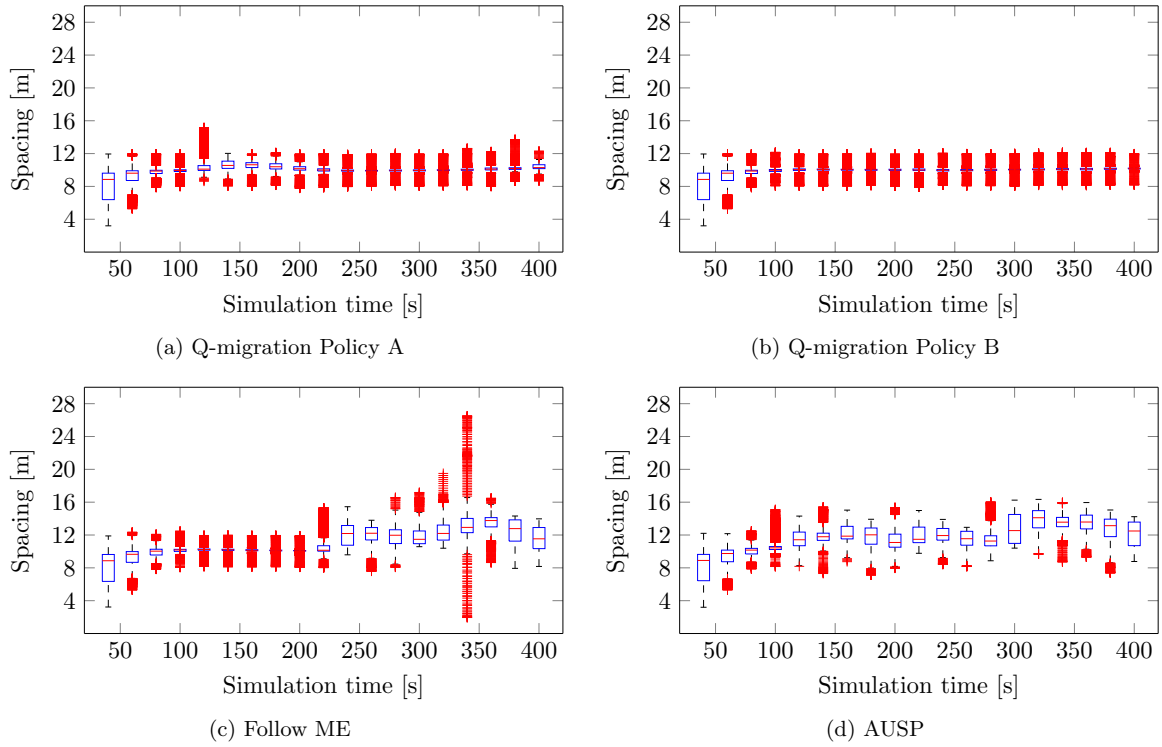 28
24
20
16
12
8
4
Spacing [m]
50 100 150 200 250 300 350 400
Simulation time [s]
(a) Q-migration Policy A
28
24
20
16
12
8
4
Spacing [m]
50 100 150 200 250 300 350 400
Simulation time [s]
(b) Q-migration Policy B
28
24
20
16
12
8
4
Spacing [m]
50 100 150 200 250 300 350 400
Simulation time [s]
(c) Follow ME
28
24
20
16
12
8
4
Spacing [m]
50 100 150 200 250 300 350 400
Simulation time [s]
(d) AUSP